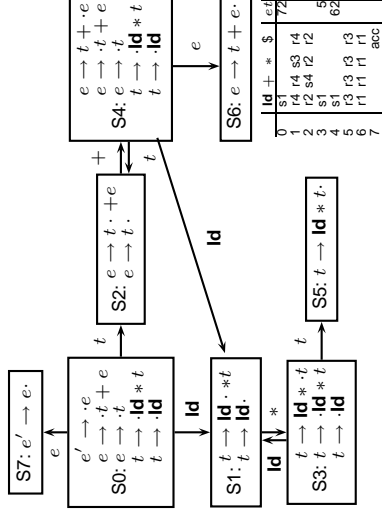 S7: e′ → e·
e
e′ → ·e
e → ·t + e
S0: e → ·t
t → ·Id * t
t → ·Id
t
S2: e → t · +e
e → t ·
+
t
e → t + ·e
e → ·t + e
S4: e → ·t
t → ·Id * t
t → ·Id
Id
Id
e
S1: t → Id · *t
t → Id·
S6: e → t + e·
Id
*
t → Id * ·t
S3: t → ·Id * t
t → ·Id
t
S5: t → Id * t·
Id + * $ e t
0 s1 7 2
1 r4 r4 s3 r4
2 r2 s4 r2 r2
3 s1 5
4 s1 6 2
5 r3 r3 r3 r3
6 r1 r1 r1 r1
7 acc